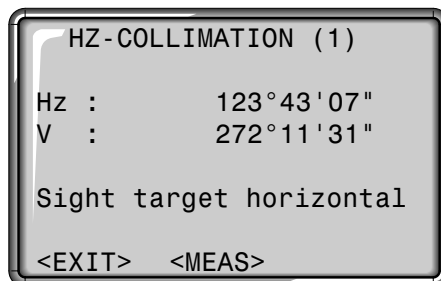 HZ-COLLIMATION (1)
Hz : 123°43'07"
V : 272°11'31"
Sight target horizontal
<EXIT> <MEAS>